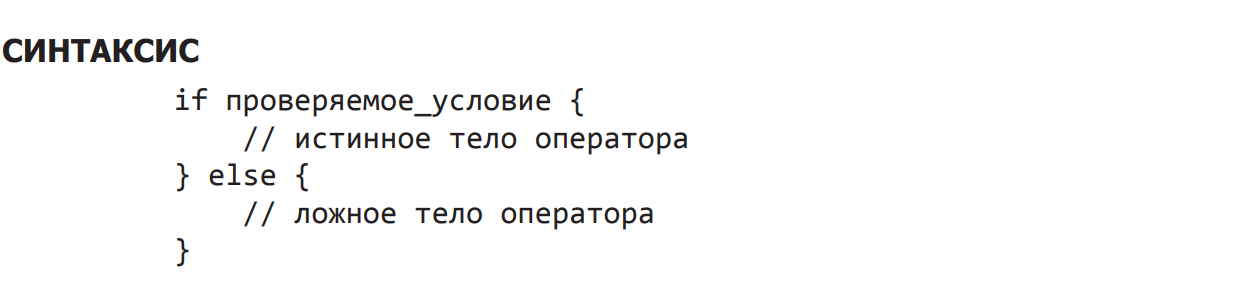 СИНТАКСИС
if проверяемое_условие {
    // истинное тело оператора
} else {
    // ложное тело оператора
}